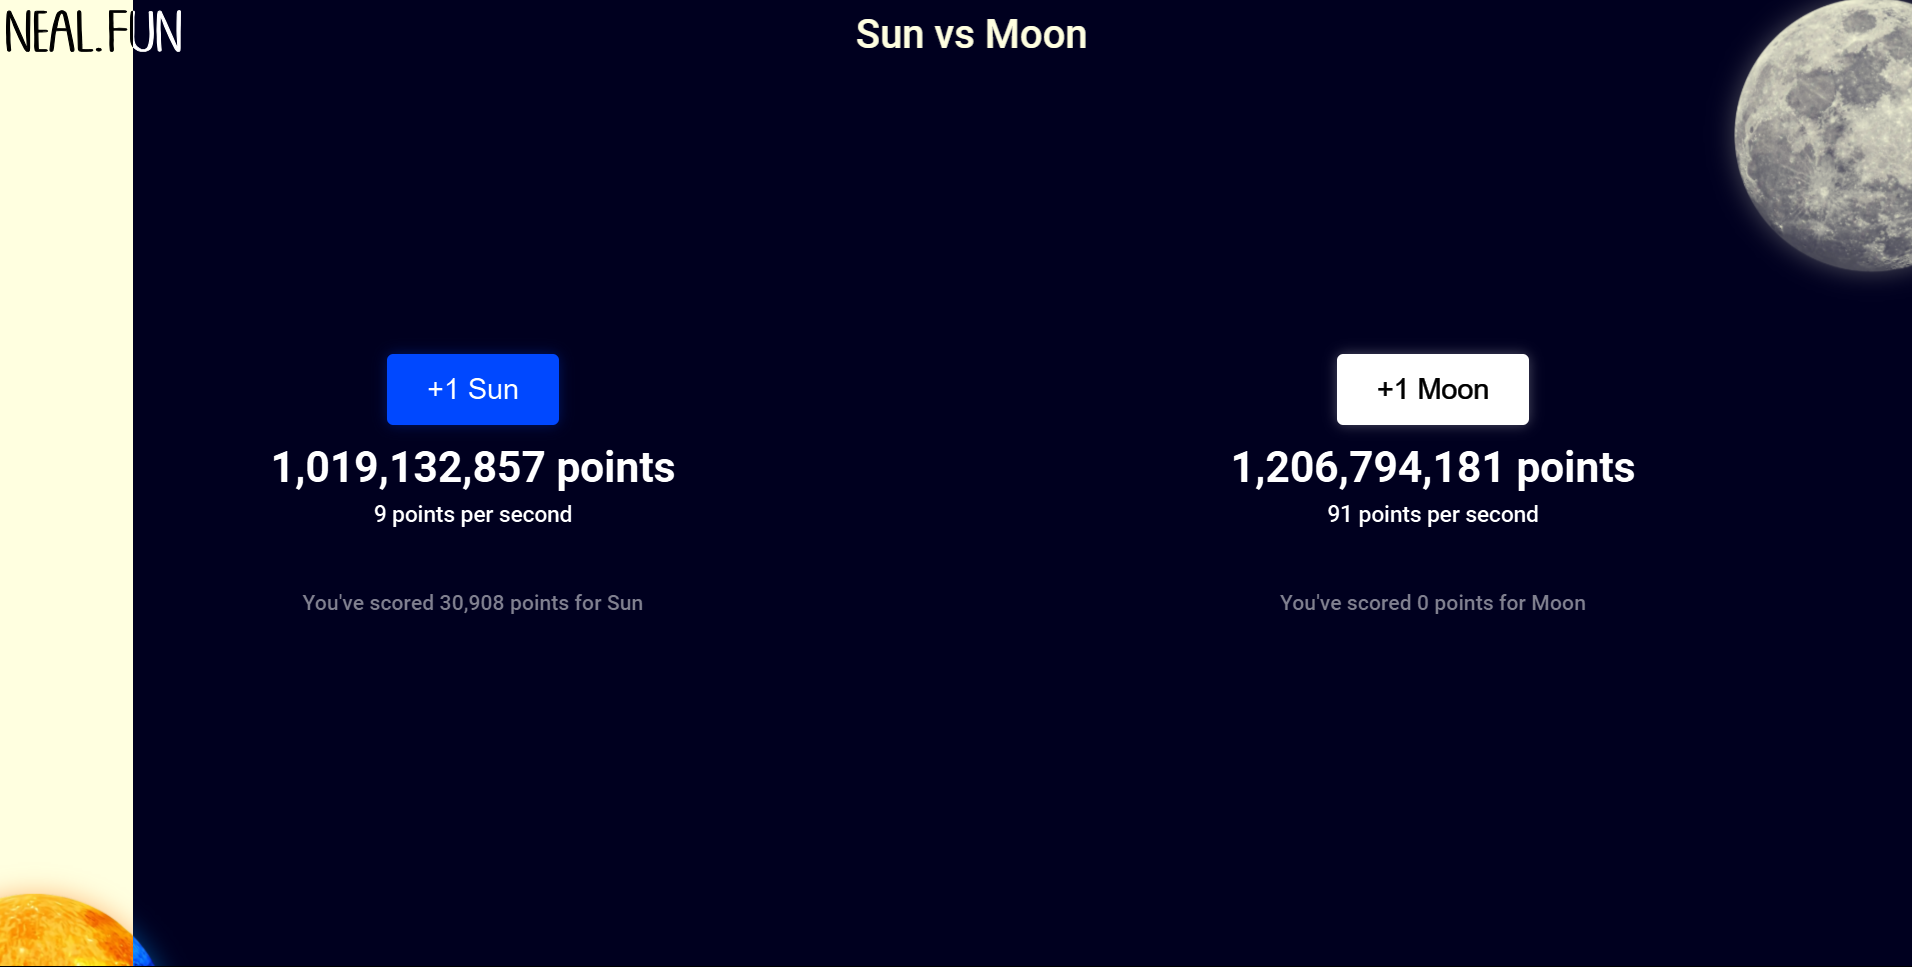 NEAL.FUN
Sun vs Moon
+1 Sun
1,019,132,857 points
9 points per second
You've scored 30,908 points for Sun
+1 Moon
1,206,794,181 points
91 points per second
You've scored 0 points for Moon